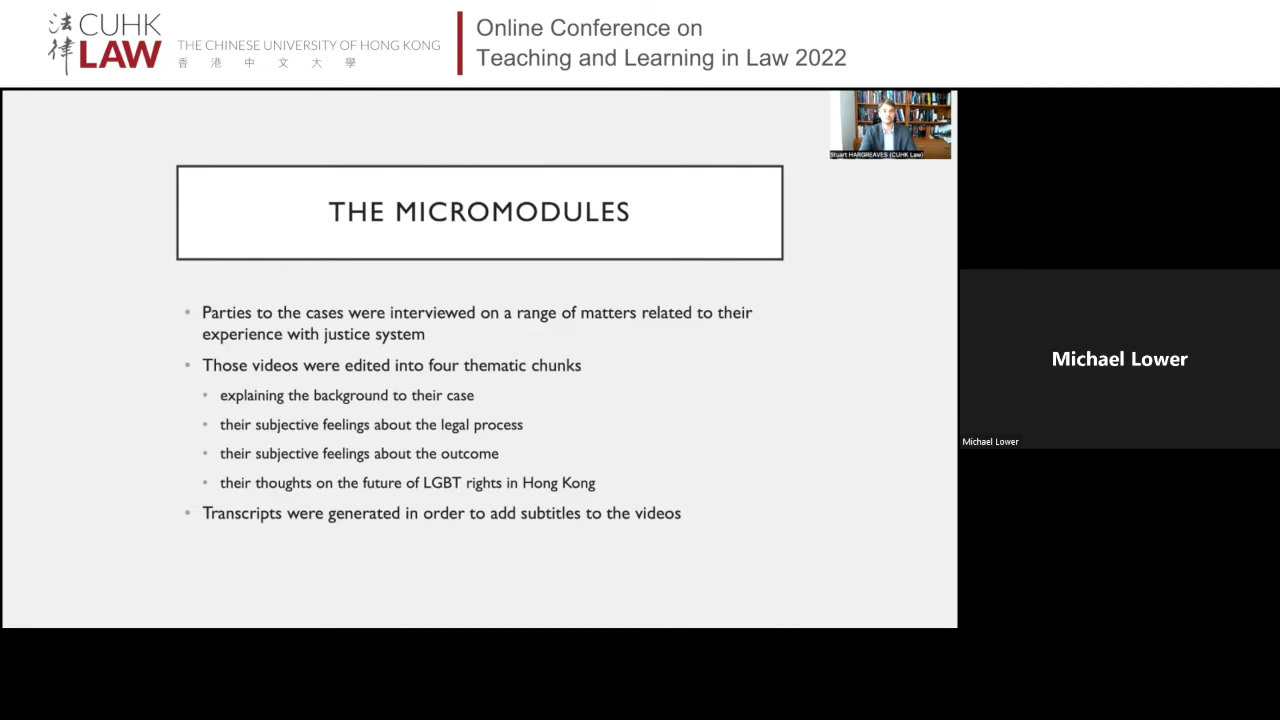 法律
CUHK
LAW
THE CHINESE UNIVERSITY OF HONG KONG
香港中文大學
Online Conference on
Teaching and Learning in Law 2022
Stuart HARGREAVES (CUHK Law)
THE MICROMODULES
• Parties to the cases were interviewed on a range of matters related to their
experience with justice system
• Those videos were edited into four thematic chunks
• explaining the background to their case
• their subjective feelings about the legal process
• their subjective feelings about the outcome
• their thoughts on the future of LGBT rights in Hong Kong
• Transcripts were generated in order to add subtitles to the videos
Michael Lower
Michael Lower